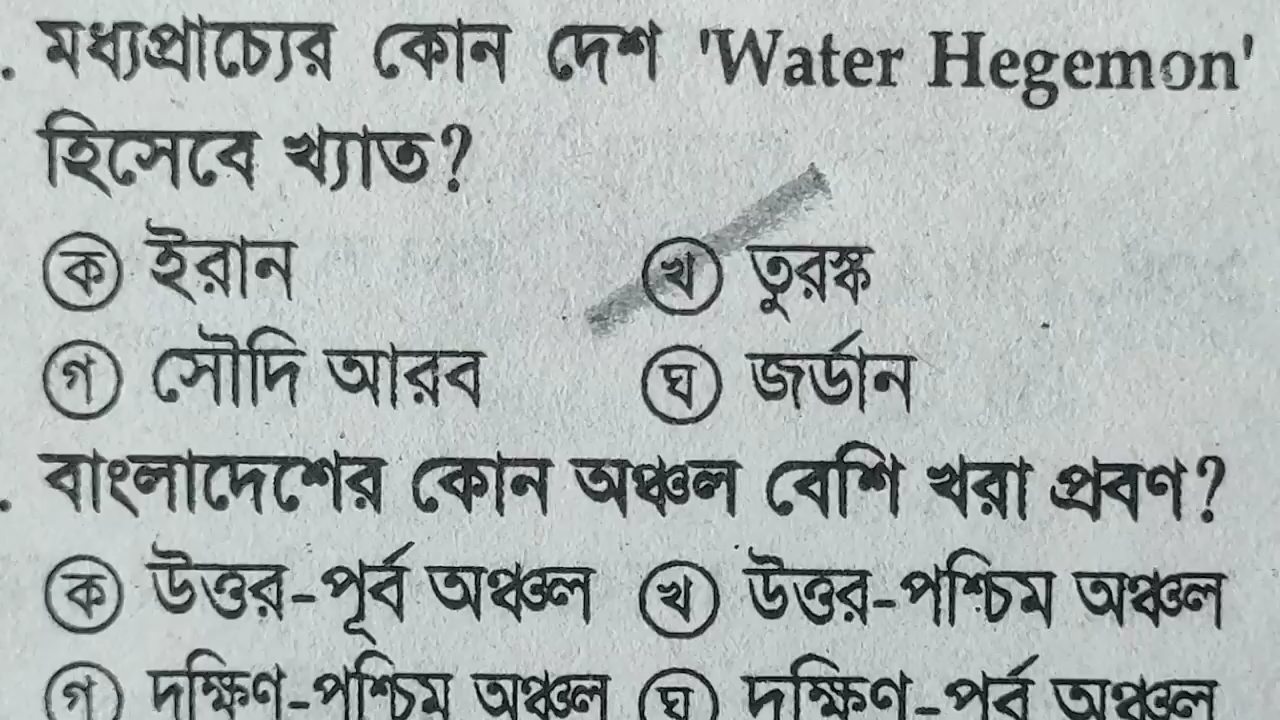 . মধ্যপ্রাচ্যের কোন দেশ 'Water Hegemon'
হিসেবে খ্যাত?
ক ইরান খ তুরস্ক
গ সৌদি আরব ঘ জর্ডান
. বাংলাদেশের কোন অঞ্চল বেশি খরা প্রবণ?
ক উত্তর-পূর্ব অঞ্চল খ উত্তর-পশ্চিম অঞ্চল
গ দক্ষিণ-পশ্চিম অঞ্চল ঘ দক্ষিণ-পূর্ব অঞ্চল